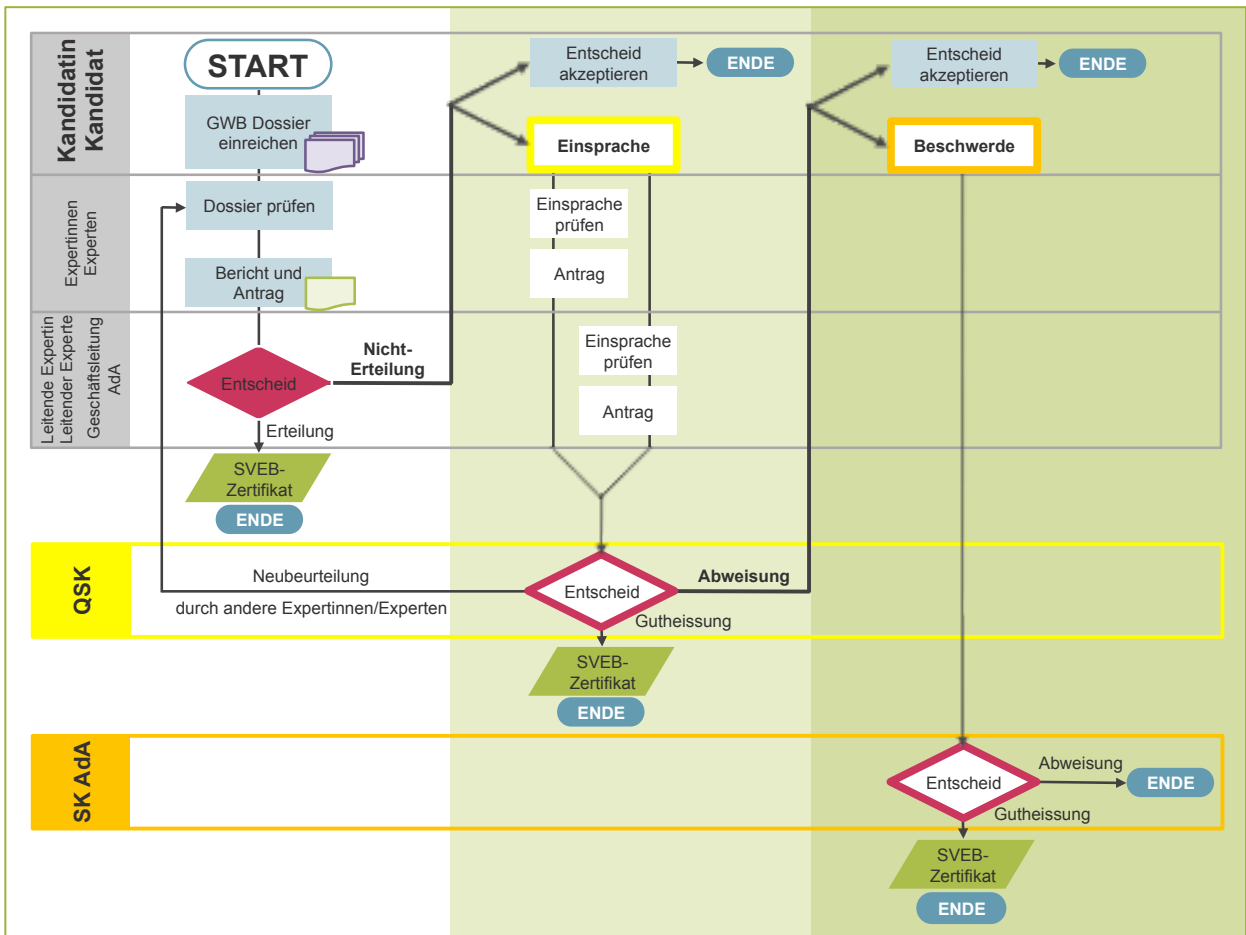 Kandidatin
Kandidat
START
GWB Dossier
einreichen
Entscheid
akzeptieren
ENDE
Einsprache
Entscheid
akzeptieren
ENDE
Beschwerde
Expertinnen
Experten
Dossier prüfen
Bericht und
Antrag
Einsprache
prüfen
Antrag
Leitende Expertin
Leitender Experte
Geschäftsleitung
AdA
Entscheid
Nicht-
Erteilung
Erteilung
Einsprache
prüfen
Antrag
SVEB-
Zertifikat
ENDE
QSK
Neubeurteilung
durch andere Expertinnen/Experten
Entscheid
Abweisung
Gutheissung
SVEB-
Zertifikat
ENDE
SK AdA
Entscheid
Abweisung
ENDE
Gutheissung
SVEB-
Zertifikat
ENDE